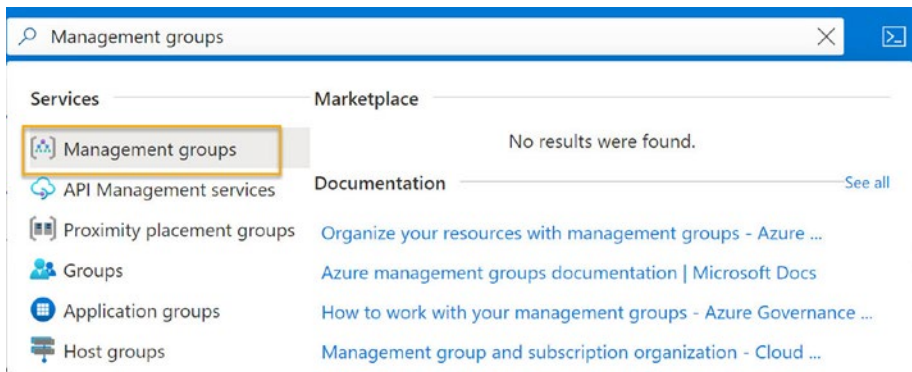 Management groups
Services
Management groups
API Management services
Proximity placement groups
Groups
Application groups
Host groups
Marketplace
No results were found.
Documentation
See all
Organize your resources with management groups - Azure ...
Azure management groups documentation | Microsoft Docs
How to work with your management groups - Azure Governance ...
Management group and subscription organization - Cloud ...